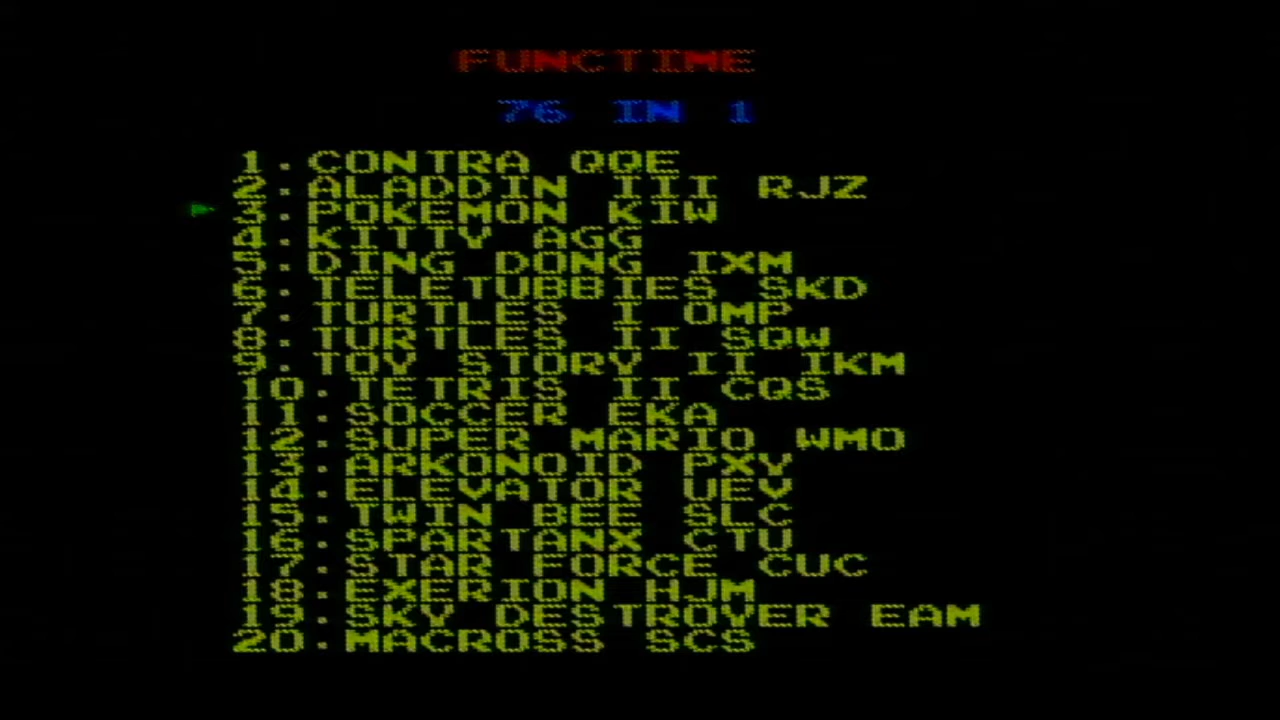 FUNCTIME
76 IN 1
1. CONTRA QQE
2. ALADDIN III RJZ
3. POKEMON KIW
4. KITTY AGG
5. DING DONG IXM
6. TELETUBBIES SKD
7. TURTLES I OMP
8. TURTLES II SQW
9. TOY STORY II IKM
10. TETRIS II CQS
11. SOCCER EKA
12. SUPER MARIO WMO
13. ARKONOID PXV
14. ELEVATOR UEV
15. TWIN BEE SLC
16. SPARTANX CTU
17. STAR FORCE CUC
18. EXERION HJM
19. SKY DESTROYER EAM
20. MACROSS SCS